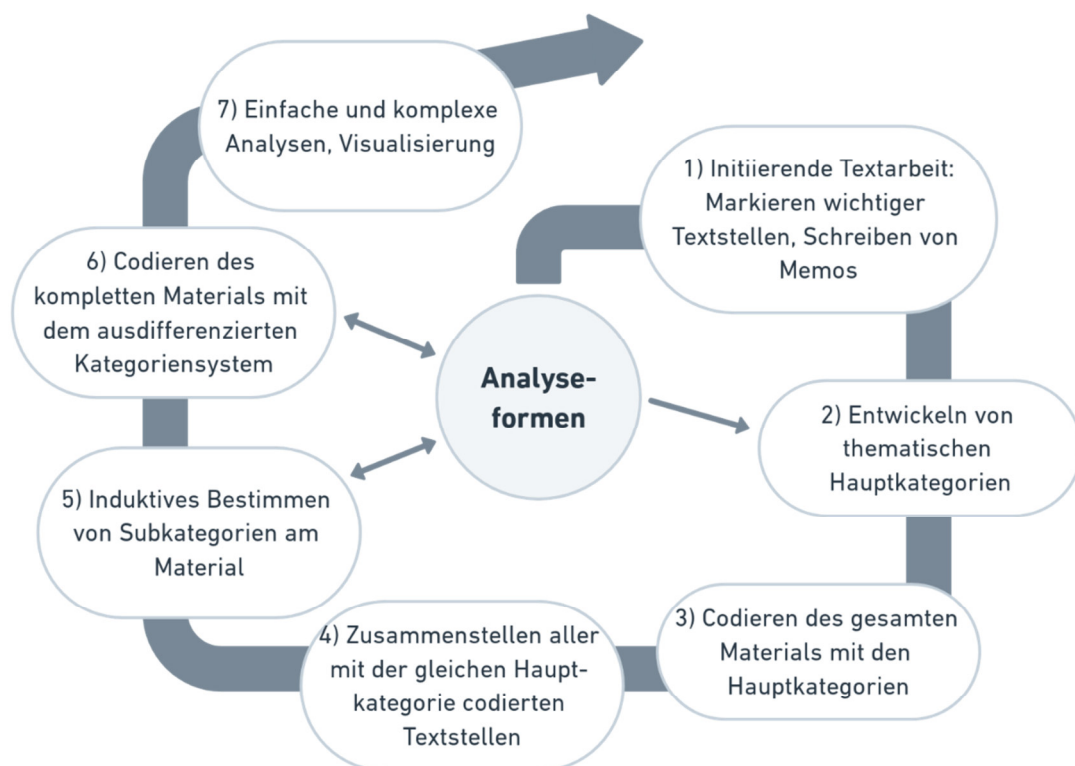 7) Einfache und komplexe
Analysen, Visualisierung
1) Initiierende Textarbeit:
Markieren wichtiger
Textstellen, Schreiben von
Memos
6) Codieren des
kompletten Materials mit
dem ausdifferenzierten
Kategoriensystem
Analyse-
formen
2) Entwickeln von
thematischen
Hauptkategorien
5) Induktives Bestimmen
von Subkategorien am
Material
3) Codieren des gesamten
Materials mit den
Hauptkategorien
4) Zusammenstellen aller
mit der gleichen Haupt-
kategorie codierten
Textstellen